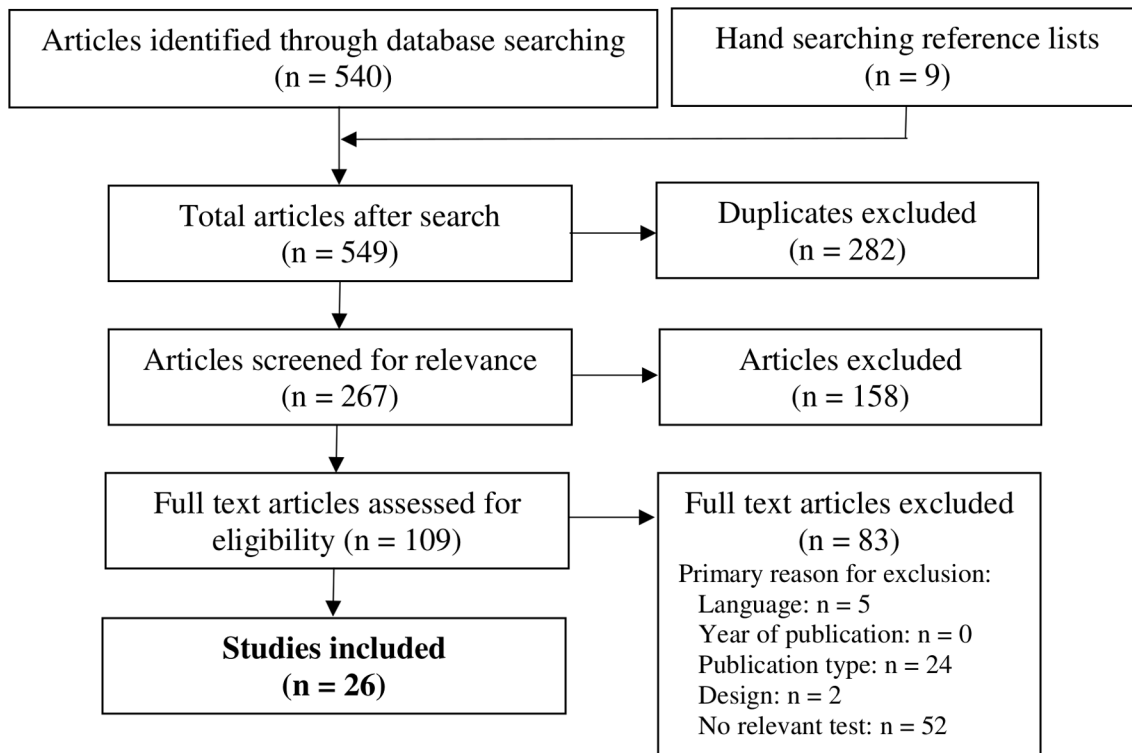 Articles identified through database searching
(n = 540)
Hand searching reference lists
(n = 9)
Total articles after search
(n = 549)
Duplicates excluded
(n = 282)
Articles screened for relevance
(n = 267)
Articles excluded
(n = 158)
Full text articles assessed for
eligibility (n = 109)
Full text articles excluded
(n = 83)
Primary reason for exclusion:
Language: n = 5
Year of publication: n = 0
Publication type: n = 24
Design: n = 2
No relevant test: n = 52
Studies included
(n = 26)